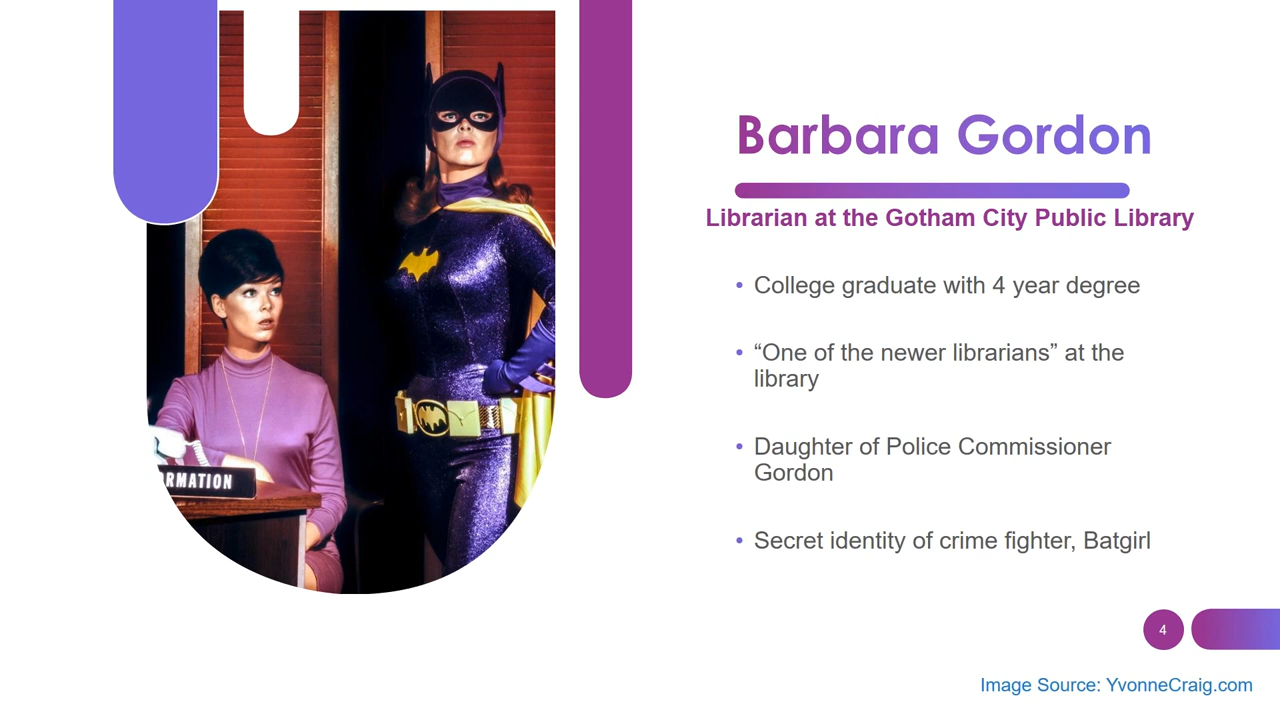 Barbara Gordon
Librarian at the Gotham City Public Library
• College graduate with 4 year degree
• “One of the newer librarians” at the
library
• Daughter of Police Commissioner
Gordon
• Secret identity of crime fighter, Batgirl
RMATION
4
Image Source: YvonneCraig.com